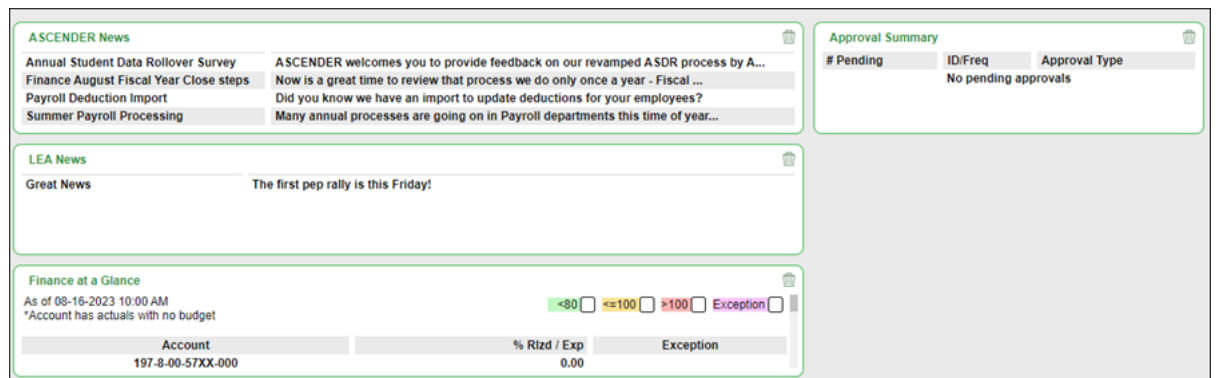 ASCENDER News
Annual Student Data Rollover Survey ASCENDER welcomes you to provide feedback on our revamped ASDR process by A...
Finance August Fiscal Year Close steps Now is a great time to review that process we do only once a year - Fiscal ...
Payroll Deduction Import Did you know we have an import to update deductions for your employees?
Summer Payroll Processing Many annual processes are going on in Payroll departments this time of year...
Approval Summary
# Pending ID/Freq Approval Type
No pending approvals
LEA News
Great News The first pep rally is this Friday!
Finance at a Glance
As of 08-16-2023 10:00 AM
*Account has actuals with no budget
<80 <=100 >100 Exception
Account % Rlzd / Exp Exception
197-8-00-57XX-000 0.00